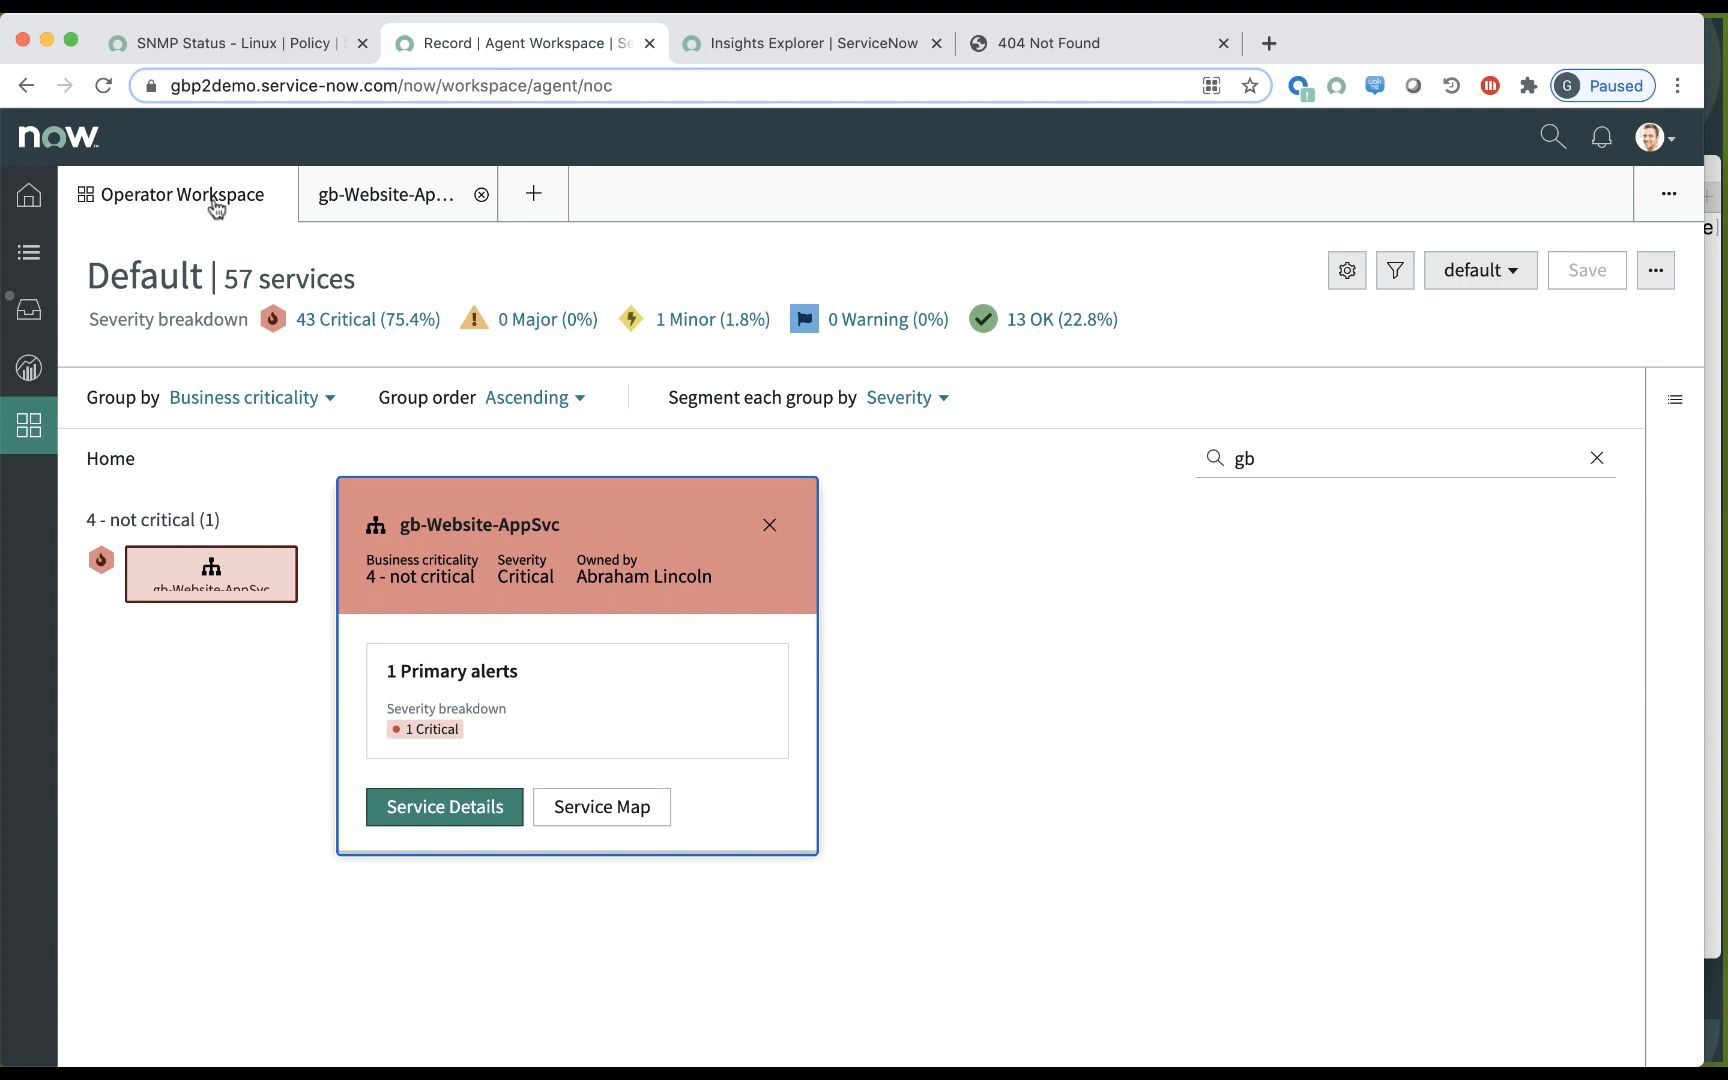 SNMP Status - Linux | Policy |
Record | Agent Workspace | Se
Insights Explorer | ServiceNow
404 Not Found
gbp2demo.service-now.com/now/workspace/agent/noc
G Paused
now
Operator Workspace
gb-Website-Ap...
Default | 57 services
default
Save
Severity breakdown 43 Critical (75.4%) 0 Major (0%) 1 Minor (1.8%) 0 Warning (0%) 13 OK (22.8%)
Group by Business criticality Group order Ascending Segment each group by Severity
Home
gb
4 - not critical (1)
gb-Website-AppSvc
gb-Website-AppSvc
Business criticality Severity Owned by
4 - not critical Critical Abraham Lincoln
1 Primary alerts
Severity breakdown
1 Critical
Service Details
Service Map